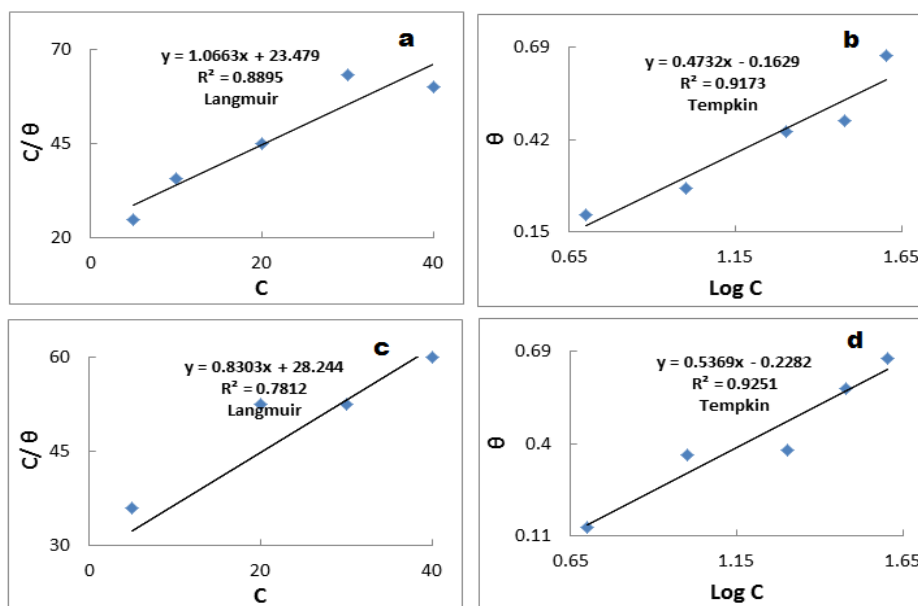 a
y = 1.0663x + 23.479
R² = 0.8895
Langmuir
70
45
20
C/ θ
0
20
40
C
b
y = 0.4732x - 0.1629
R² = 0.9173
Tempkin
0.69
0.42
0.15
θ
0.65
1.15
1.65
Log C
c
y = 0.8303x + 28.244
R² = 0.7812
Langmuir
60
45
30
C/θ
0
20
40
C
d
y = 0.5369x - 0.2282
R² = 0.9251
Tempkin
0.69
0.4
0.11
θ
0.65
1.15
1.65
Log C